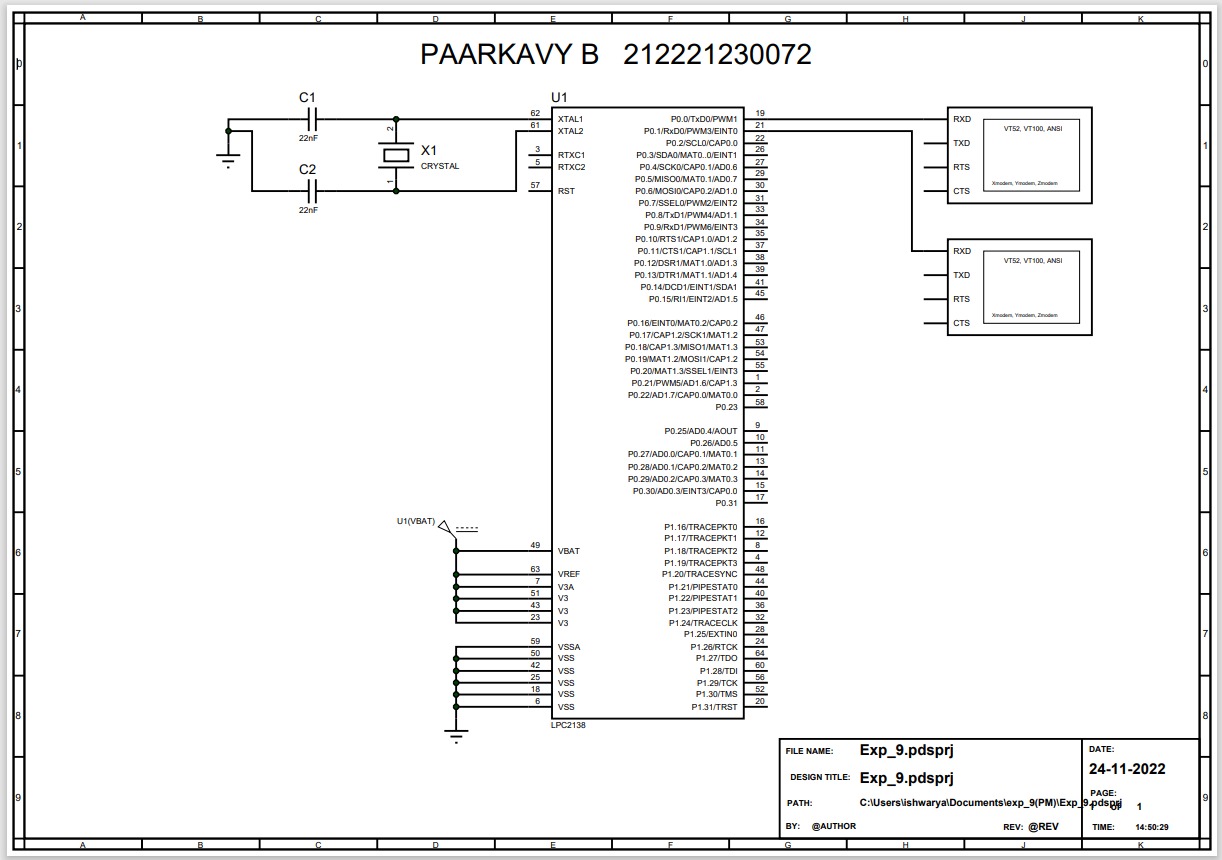 A B C D E F G H J K
PAARKAVY B 212221230072
C1
22nF
C2
22nF
2
X1
CRYSTAL
1
U1
62 XTAL1
61 XTAL2
3 RTXC1
5 RTXC2
57 RST
P0.0/TxD0/PWM1 19
P0.1/RxD0/PWM3/EINT0 21
P0.2/SCL0/CAP0.0 22
P0.3/SDA0/MAT0..0/EINT1 26
P0.4/SCK0/CAP0.1/AD0.6 27
P0.5/MISO0/MAT0.1/AD0.7 29
P0.6/MOSI0/CAP0.2/AD1.0 30
P0.7/SSEL0/PWM2/EINT2 31
P0.8/TxD1/PWM4/AD1.1 33
P0.9/RxD1/PWM6/EINT3 34
P0.10/RTS1/CAP1.0/AD1.2 35
P0.11/CTS1/CAP1.1/SCL1 37
P0.12/DSR1/MAT1.0/AD1.3 38
P0.13/DTR1/MAT1.1/AD1.4 39
P0.14/DCD1/EINT1/SDA1 41
P0.15/RI1/EINT2/AD1.5 45
P0.16/EINT0/MAT0.2/CAP0.2 46
P0.17/CAP1.2/SCK1/MAT1.2 47
P0.18/CAP1.3/MISO1/MAT1.3 53
P0.19/MAT1.2/MOSI1/CAP1.2 54
P0.20/MAT1.3/SSEL1/EINT3 55
P0.21/PWM5/AD1.6/CAP1.3 1
P0.22/AD1.7/CAP0.0/MAT0.0 2
P0.23 58
P0.25/AD0.4/AOUT 9
P0.26/AD0.5 10
P0.27/AD0.0/CAP0.1/MAT0.1 11
P0.28/AD0.1/CAP0.2/MAT0.2 13
P0.29/AD0.2/CAP0.3/MAT0.3 14
P0.30/AD0.3/EINT3/CAP0.0 15
P0.31 17
P1.16/TRACEPKT0 16
P1.17/TRACEPKT1 12
P1.18/TRACEPKT2 8
P1.19/TRACEPKT3 4
P1.20/TRACESYNC 48
P1.21/PIPESTAT0 44
P1.22/PIPESTAT1 40
P1.23/PIPESTAT2 36
P1.24/TRACECLK 32
P1.25/EXTIN0 28
P1.26/RTCK 24
P1.27/TDO 64
P1.28/TDI 60
P1.29/TCK 56
P1.30/TMS 52
P1.31/TRST 20
U1(VBAT)
49 VBAT
63 VREF
7 V3A
51 V3
43 V3
23 V3
59 VSSA
50 VSS
42 VSS
25 VSS
18 VSS
6 VSS
LPC2138
RXD
TXD
RTS
CTS
VT52, VT100, ANSI
Xmodem, Ymodem, Zmodem
RXD
TXD
RTS
CTS
VT52, VT100, ANSI
Xmodem, Ymodem, Zmodem
0
1 1
2 2
3 3
4 4
5 5
6 6
7 7
8 8
9 9
FILE NAME: Exp_9.pdsprj
DESIGN TITLE: Exp_9.pdsprj
PATH: C:\Users\ishwarya\Documents\exp_9(PM)\Exp_9.pdsprj
BY: @AUTHOR REV: @REV
DATE:
24-11-2022
PAGE:
of 1
TIME: 14:50:29
A B C D E F G H J K